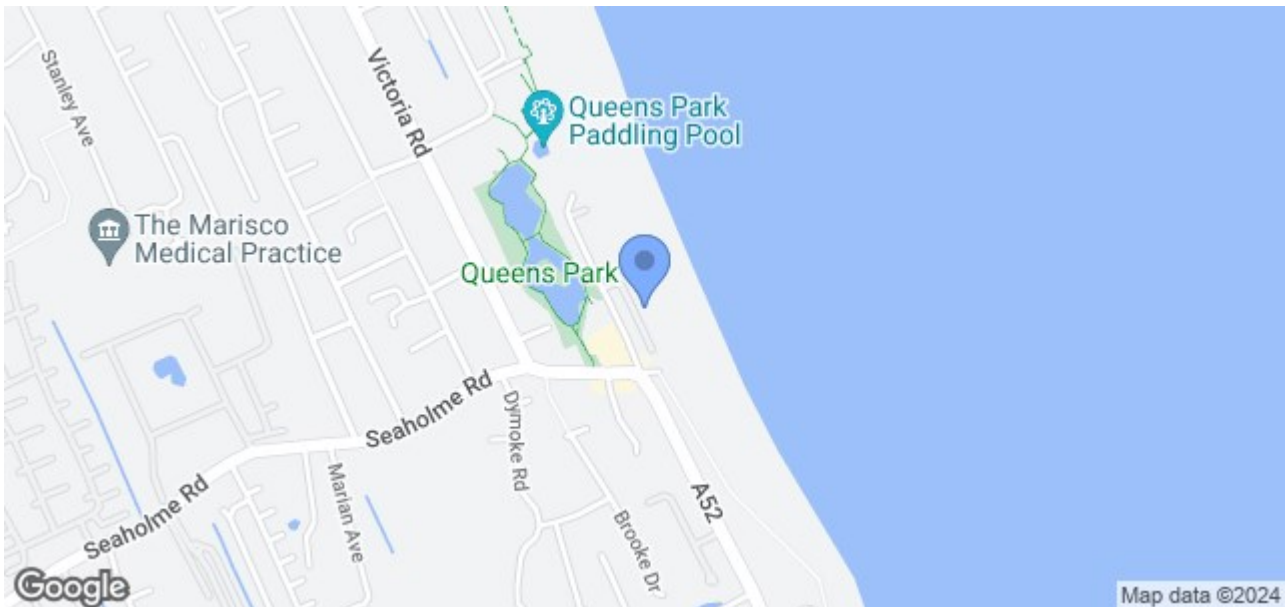 Stanley Ave
Victoria Rd
Queens Park
Paddling Pool
The Marisco
Medical Practice
Queens Park
Seaholme Rd
Dymoke Rd
Seaholme Rd
Marian Ave
A52
Brooke Dr
Google
Map data ©2024